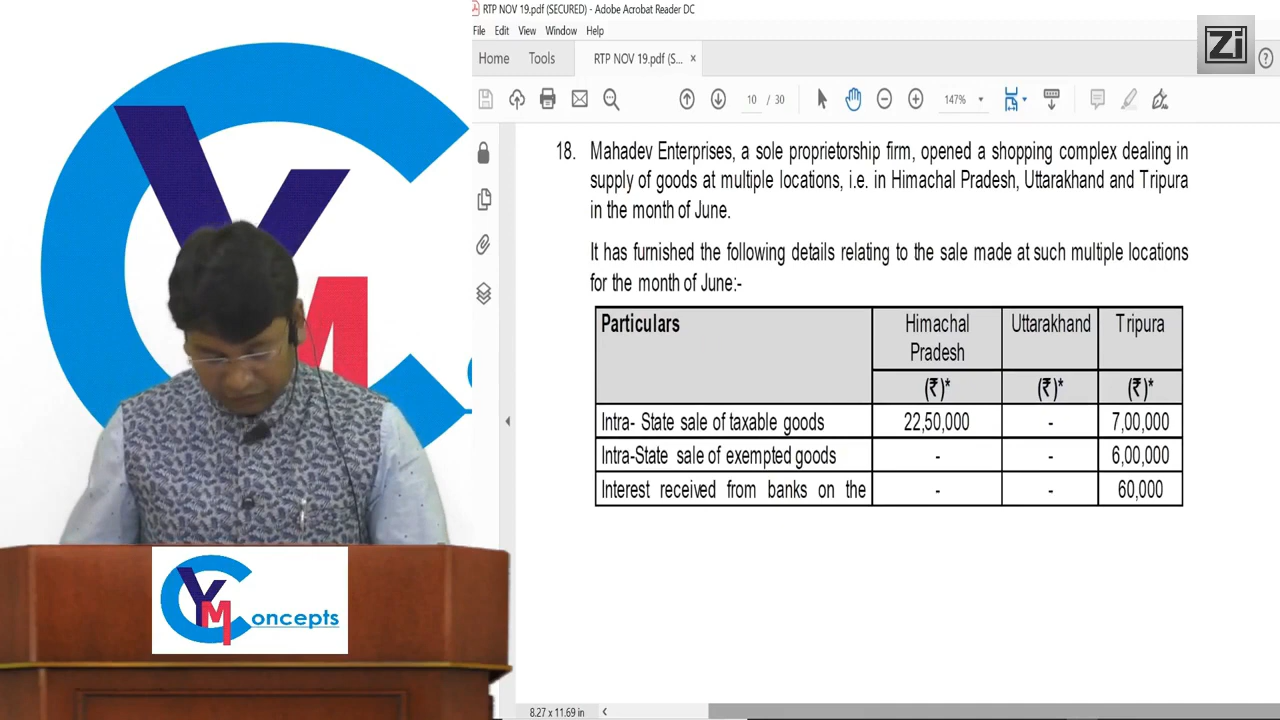 RTP NOV 19.pdf (SECURED) - Adobe Acrobat Reader DC
File Edit View Window Help
Zi
Home Tools RTP NOV 19.pdf (S... ×
10 / 30 147%
18. Mahadev Enterprises, a sole proprietorship firm, opened a shopping complex dealing in
supply of goods at multiple locations, i.e. in Himachal Pradesh, Uttarakhand and Tripura
in the month of June.
It has furnished the following details relating to the sale made at such multiple locations
for the month of June:-
Particulars Himachal Pradesh Uttarakhand Tripura
(₹)* (₹)* (₹)*
Intra- State sale of taxable goods 22,50,000 - 7,00,000
Intra-State sale of exempted goods - - 6,00,000
Interest received from banks on the - - 60,000
8.27 x 11.69 in
YM Concepts